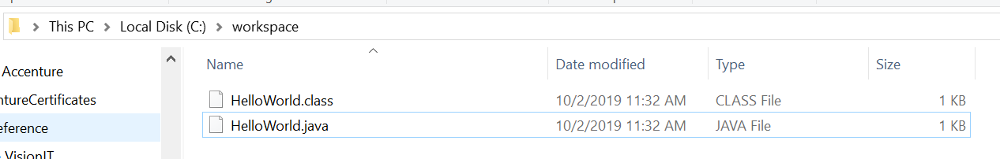 This PC > Local Disk (C:) > workspace
Name Date modified Type Size
Accenture
HelloWorld.class 10/2/2019 11:32 AM CLASS File 1 KB
ntureCertificates
HelloWorld.java 10/2/2019 11:32 AM JAVA File 1 KB
eference
VisionIT